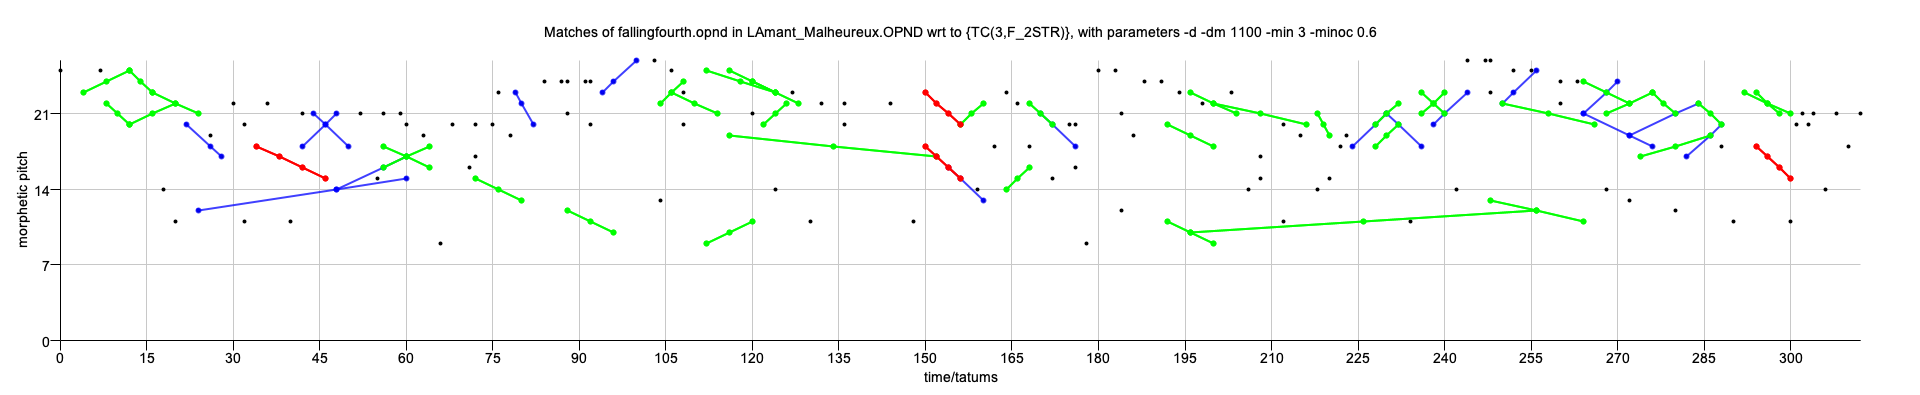 Matches of fallingfourth.opnd in LAmant_Malheureux.OPND wrt to {TC(3,F_2STR)}, with parameters -d -dm 1100 -min 3 -minoc 0.6
morphetic pitch
21
14
7
0
0 15 30 45 60 75 90 105 120 135 150 165 180 195 210 225 240 255 270 285 300
time/tatums